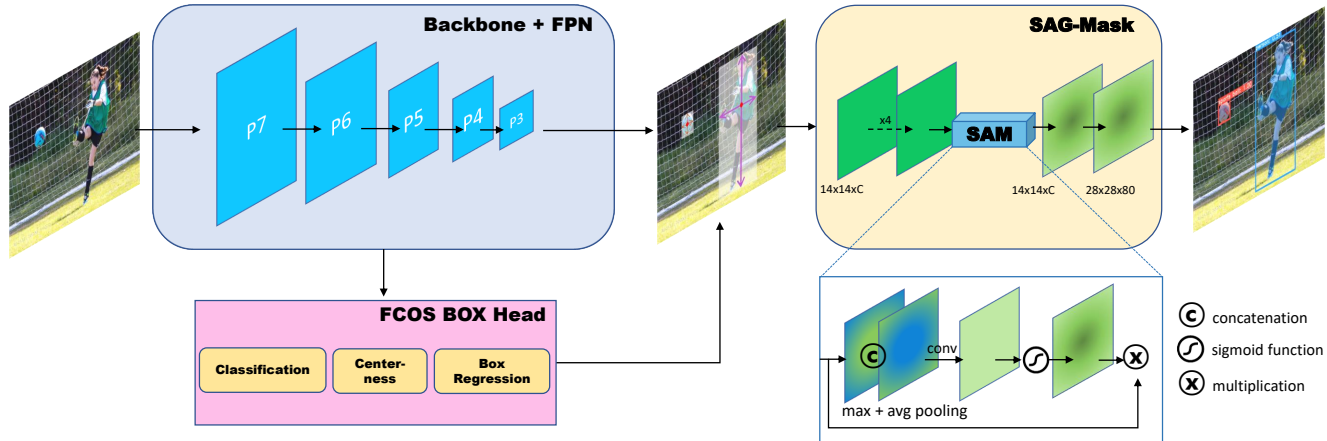 Backbone + FPN
P7
P6
P5
P4
P3
SAG-Mask
x4
SAM
14x14xC
14x14xC
28x28x80
FCOS BOX Head
Classification
Center-
ness
Box
Regression
C
conv
x
max + avg pooling
C concatenation
sigmoid function
x multiplication